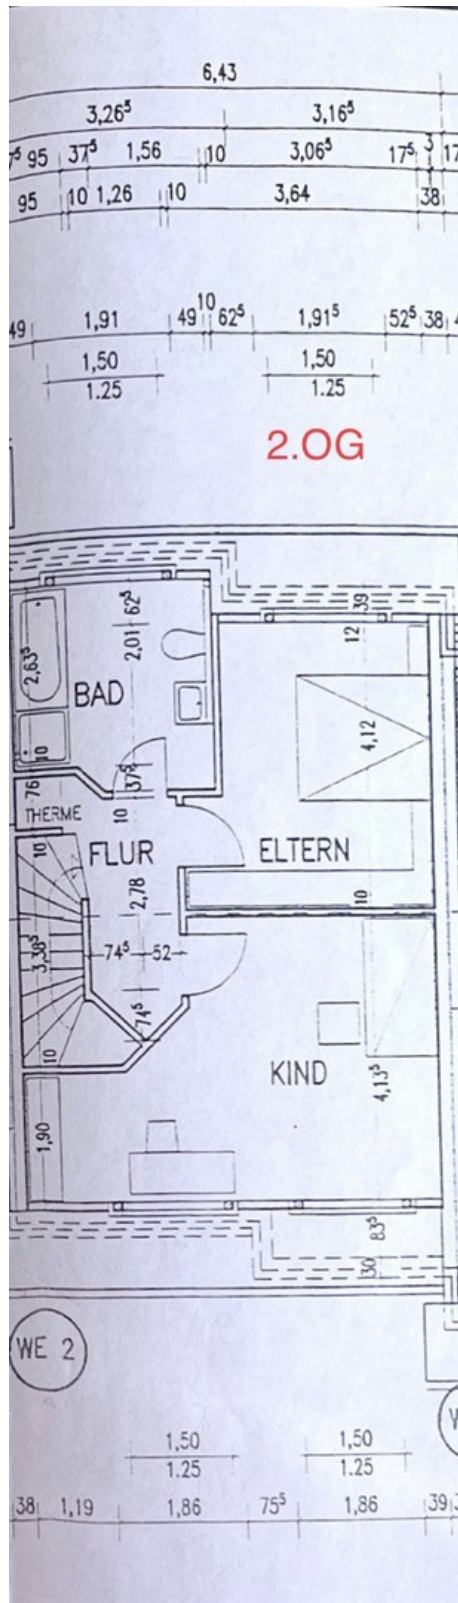 6,43
3,26⁵ 3,16⁵
7⁵ 95 37⁵ 1,56 10 3,06⁵ 17⁵ 3 17
95 10 1,26 10 3,64 38
10
49 1,91 49 62⁵ 1,91⁵ 52⁵ 38 4
1,50 1,50
1.25 1.25
2.OG
39
62⁵
12
2,01
2,63⁵
BAD
4,12
10
37⁵
76
THERME
10
FLUR ELTERN
10
2,78
10
3,38⁵
74⁵ 52
74⁵
10
KIND
4,13⁵
1,90
83⁵
30
WE 2
W
1,50 1,50
1.25 1.25
38 1,19 1,86 75⁵ 1,86 39 3